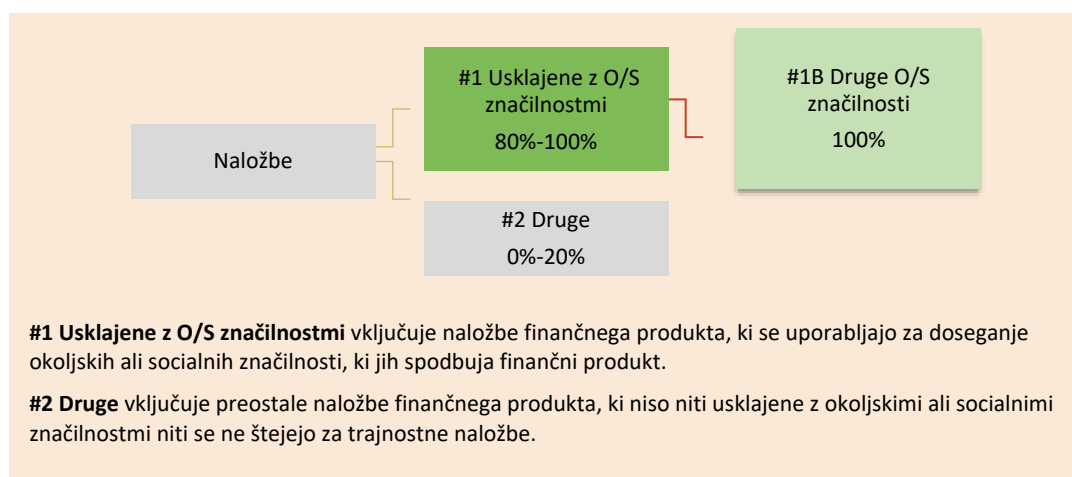 #1 Usklajene z O/S
značilnostmi
80%-100%
#1B Druge O/S
značilnosti
100%
Naložbe
#2 Druge
0%-20%
#1 Usklajene z O/S značilnostmi vključuje naložbe finančnega produkta, ki se uporabljajo za doseganje
okoljskih ali socialnih značilnosti, ki jih spodbuja finančni produkt.
#2 Druge vključuje preostale naložbe finančnega produkta, ki niso niti usklajene z okoljskimi ali socialnimi
značilnostmi niti se ne štejejo za trajnostne naložbe.